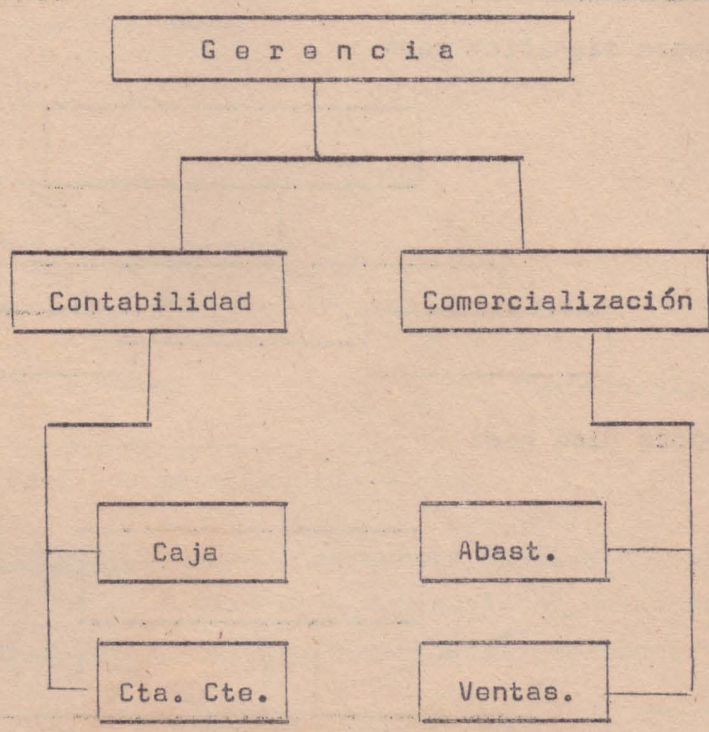 Gerencia
Contabilidad
Comercialización
Caja
Abast.
Cta. Cte.
Ventas.